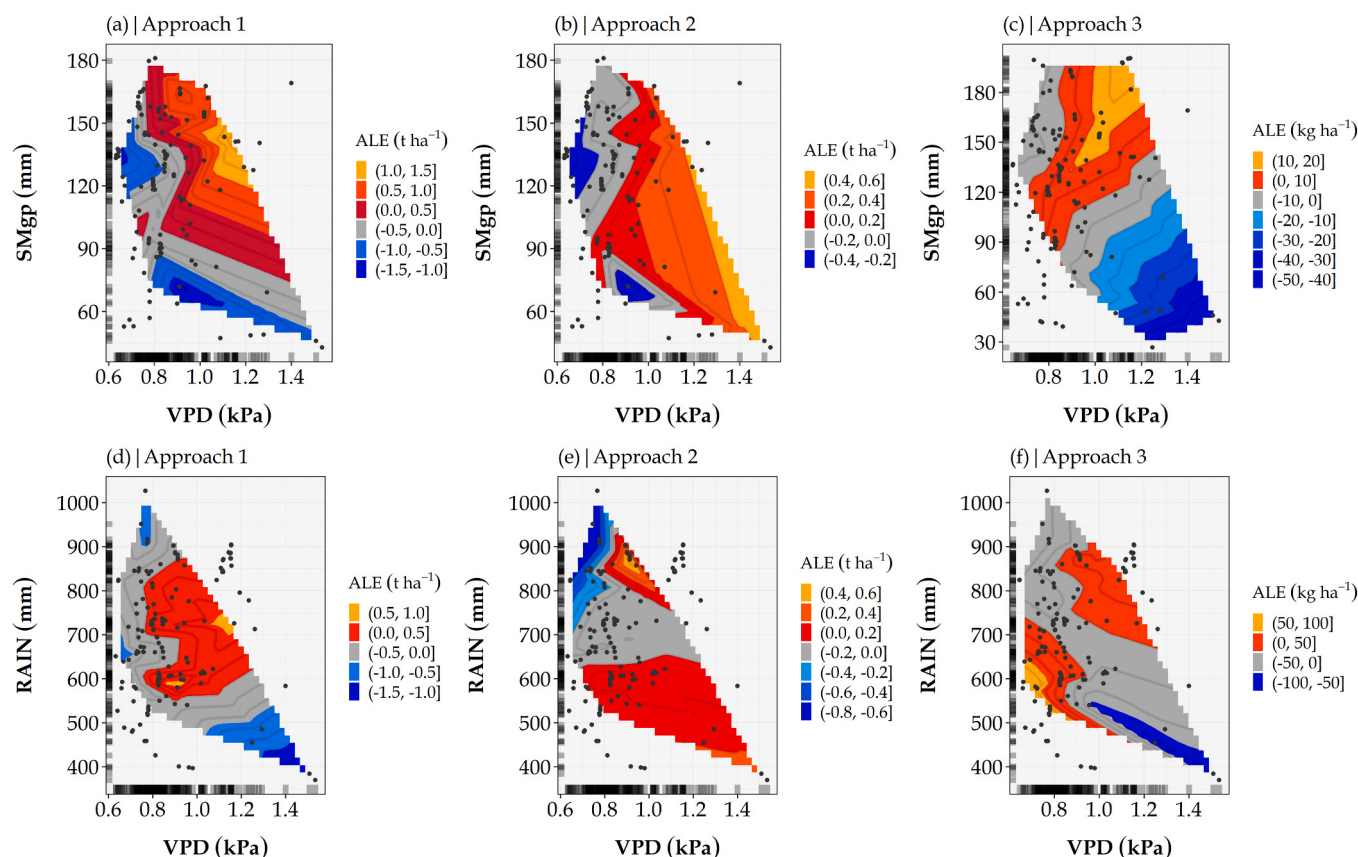 (a) | Approach 1
(b) | Approach 2
(c) | Approach 3
SMgp (mm)
180
150
120
90
60
0.6 0.8 1.0 1.2 1.4
VPD (kPa)
ALE (t ha⁻¹)
(1.0, 1.5]
(0.5, 1.0]
(0.0, 0.5]
(-0.5, 0.0]
(-1.0, -0.5]
(-1.5, -1.0]
SMgp (mm)
180
150
120
90
60
0.6 0.8 1.0 1.2 1.4
VPD (kPa)
ALE (t ha⁻¹)
(0.4, 0.6]
(0.2, 0.4]
(0.0, 0.2]
(-0.2, 0.0]
(-0.4, -0.2]
SMgp (mm)
180
150
120
90
60
30
0.8 1.0 1.2 1.4
VPD (kPa)
ALE (kg ha⁻¹)
(10, 20]
(0, 10]
(-10, 0]
(-20, -10]
(-30, -20]
(-40, -30]
(-50, -40]
(d) | Approach 1
(e) | Approach 2
(f) | Approach 3
RAIN (mm)
1000
900
800
700
600
500
400
0.6 0.8 1.0 1.2 1.4
VPD (kPa)
ALE (t ha⁻¹)
(0.5, 1.0]
(0.0, 0.5]
(-0.5, 0.0]
(-1.0, -0.5]
(-1.5, -1.0]
RAIN (mm)
1000
900
800
700
600
500
400
0.6 0.8 1.0 1.2 1.4
VPD (kPa)
ALE (t ha⁻¹)
(0.4, 0.6]
(0.2, 0.4]
(0.0, 0.2]
(-0.2, 0.0]
(-0.4, -0.2]
(-0.6, -0.4]
(-0.8, -0.6]
RAIN (mm)
1000
900
800
700
600
500
400
0.8 1.0 1.2 1.4
VPD (kPa)
ALE (kg ha⁻¹)
(50, 100]
(0, 50]
(-50, 0]
(-100, -50]